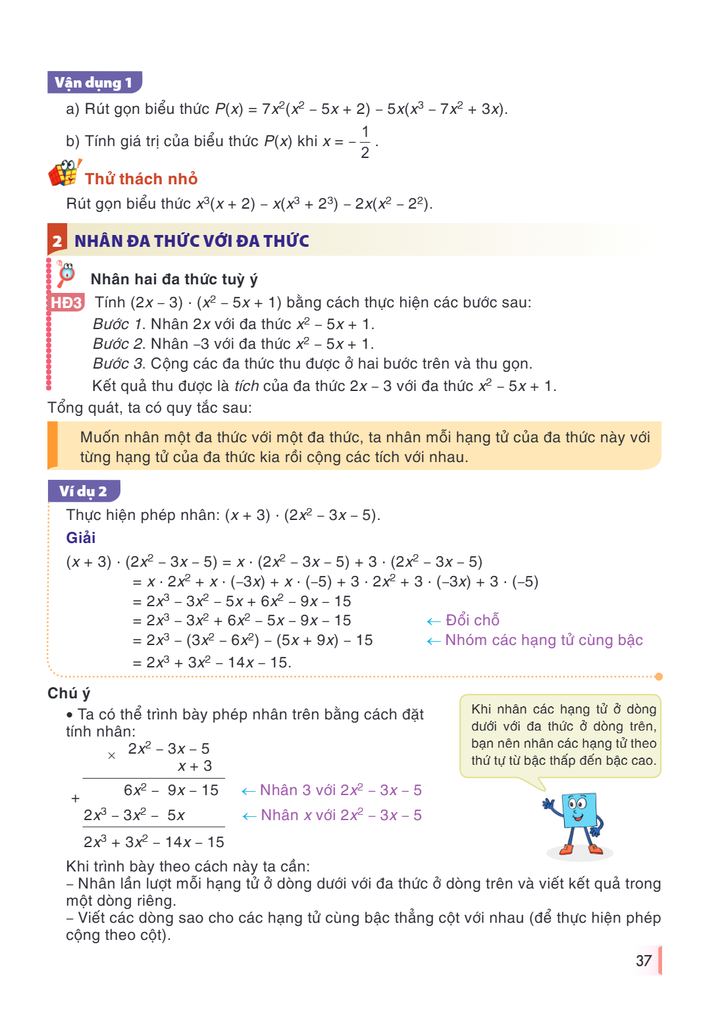 Vận dụng 1
a) Rút gọn biểu thức P(x) = 7x²(x² – 5x + 2) – 5x(x³ – 7x² + 3x).
b) Tính giá trị của biểu thức P(x) khi x = –1/2.
Thử thách nhỏ
Rút gọn biểu thức x³(x + 2) – x(x³ + 2³) – 2x(x² – 2²).
2 NHÂN ĐA THỨC VỚI ĐA THỨC
Nhân hai đa thức tuỳ ý
HĐ3 Tính (2x – 3) · (x² – 5x + 1) bằng cách thực hiện các bước sau:
Bước 1. Nhân 2x với đa thức x² – 5x + 1.
Bước 2. Nhân –3 với đa thức x² – 5x + 1.
Bước 3. Cộng các đa thức thu được ở hai bước trên và thu gọn.
Kết quả thu được là tích của đa thức 2x – 3 với đa thức x² – 5x + 1.
Tổng quát, ta có quy tắc sau:
Muốn nhân một đa thức với một đa thức, ta nhân mỗi hạng tử của đa thức này với
từng hạng tử của đa thức kia rồi cộng các tích với nhau.
Ví dụ 2
Thực hiện phép nhân: (x + 3) · (2x² – 3x – 5).
Giải
(x + 3) · (2x² – 3x – 5) = x · (2x² – 3x – 5) + 3 · (2x² – 3x – 5)
= x · 2x² + x · (–3x) + x · (–5) + 3 · 2x² + 3 · (–3x) + 3 · (–5)
= 2x³ – 3x² – 5x + 6x² – 9x – 15
= 2x³ – 3x² + 6x² – 5x – 9x – 15 ← Đổi chỗ
= 2x³ – (3x² – 6x²) – (5x + 9x) – 15 ← Nhóm các hạng tử cùng bậc
= 2x³ + 3x² – 14x – 15.
Chú ý
• Ta có thể trình bày phép nhân trên bằng cách đặt
tính nhân:
× 2x² – 3x – 5
x + 3
6x² – 9x – 15 ← Nhân 3 với 2x² – 3x – 5
+
2x³ – 3x² – 5x ← Nhân x với 2x² – 3x – 5
2x³ + 3x² – 14x – 15
Khi nhân các hạng tử ở dòng
dưới với đa thức ở dòng trên,
bạn nên nhân các hạng tử theo
thứ tự từ bậc thấp đến bậc cao.
Khi trình bày theo cách này ta cần:
– Nhân lần lượt mỗi hạng tử ở dòng dưới với đa thức ở dòng trên và viết kết quả trong
một dòng riêng.
– Viết các dòng sao cho các hạng tử cùng bậc thẳng cột với nhau (để thực hiện phép
cộng theo cột).
37